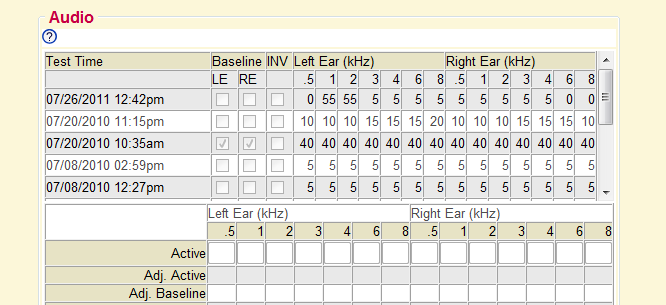 Audio
?
Test Time Baseline INV Left Ear (kHz) Right Ear (kHz)
LE RE .5 1 2 3 4 6 8 .5 1 2 3 4 6 8
07/26/2011 12:42pm 0 55 55 5 5 5 5 5 5 5 5 5 0 0
07/20/2010 11:15pm 10 10 10 15 15 15 20 10 10 10 15 15 15 10
07/20/2010 10:35am 40 40 40 40 40 40 40 40 40 40 40 40 40 40
07/08/2010 02:59pm 5 5 5 5 5 5 5 5 5 5 5 5 5 5
07/08/2010 12:27pm 5 5 5 5 5 5 5 5 5 5 5 5 5 5
Left Ear (kHz) Right Ear (kHz)
.5 1 2 3 4 6 8 .5 1 2 3 4 6 8
Active
Adj. Active
Adj. Baseline